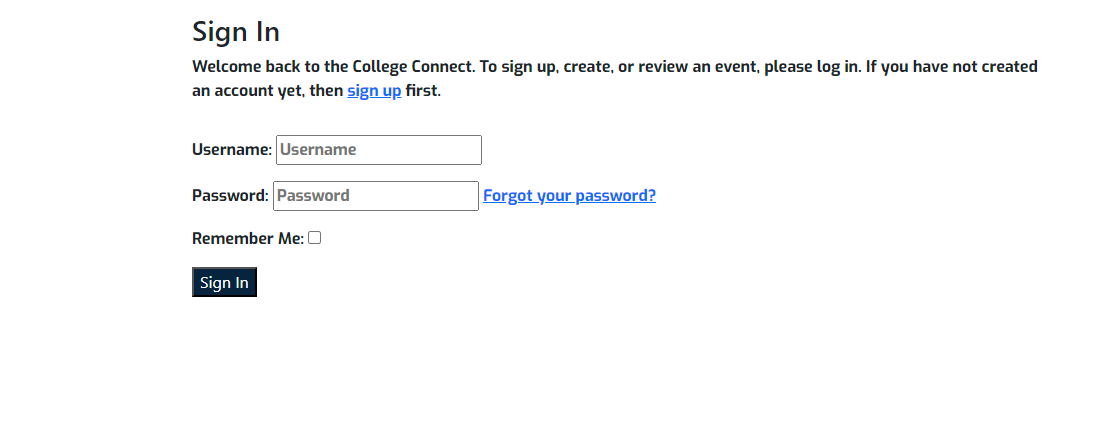 Sign In
Welcome back to the College Connect. To sign up, create, or review an event, please log in. If you have not created
an account yet, then sign up first.
Username: Username
Password: Password Forgot your password?
Remember Me:
Sign In